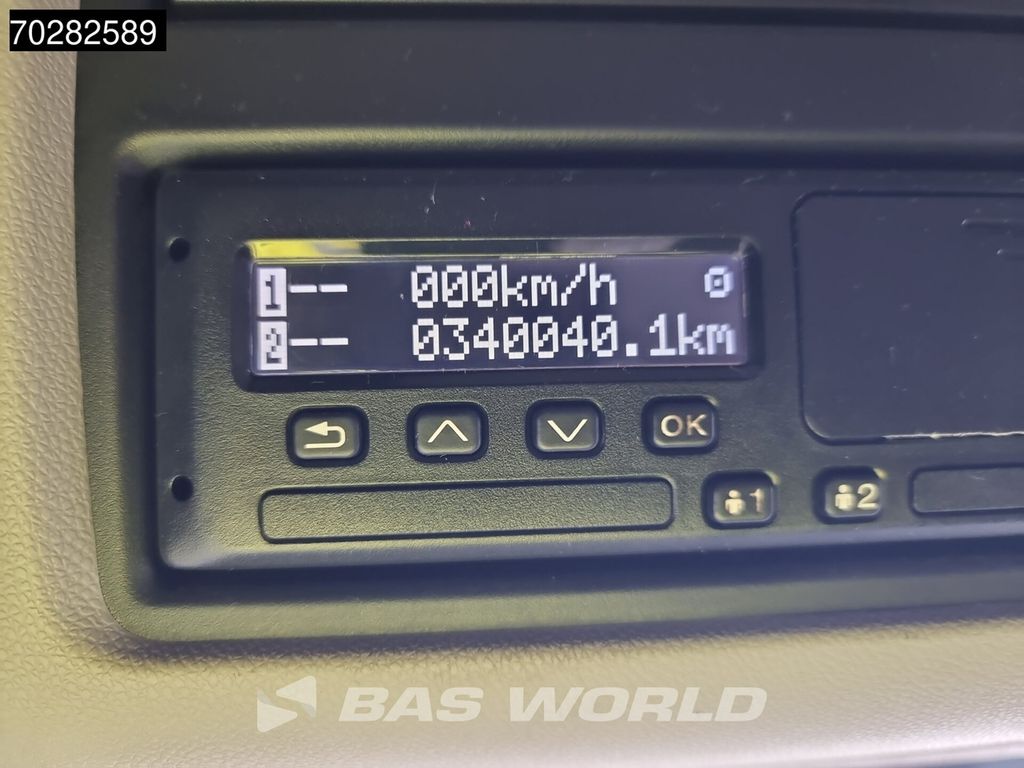 70282589
1-- 000km/h 0
2-- 0340040.1km
OK
1 2
BAS WORLD